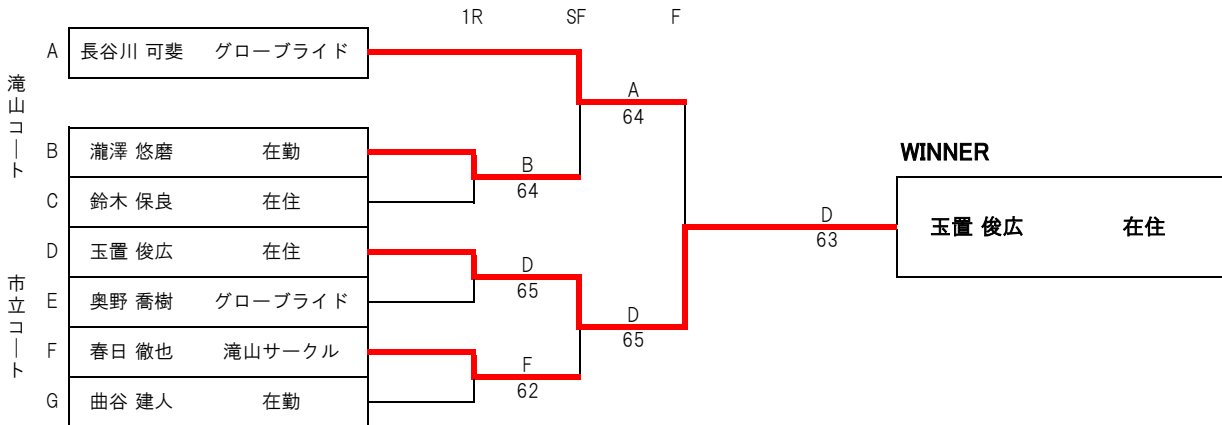 1R SF F
A 長谷川 可斐 グローブライド
滝山コート
A
64
B 瀧澤 悠磨 在勤
B
64
WINNER
C 鈴木 保良 在住
D
63
玉置 俊広 在住
D 玉置 俊広 在住
D
65
市立コート
E 奥野 喬樹 グローブライド
D
65
F 春日 徹也 滝山サークル
F
62
G 曲谷 建人 在勤